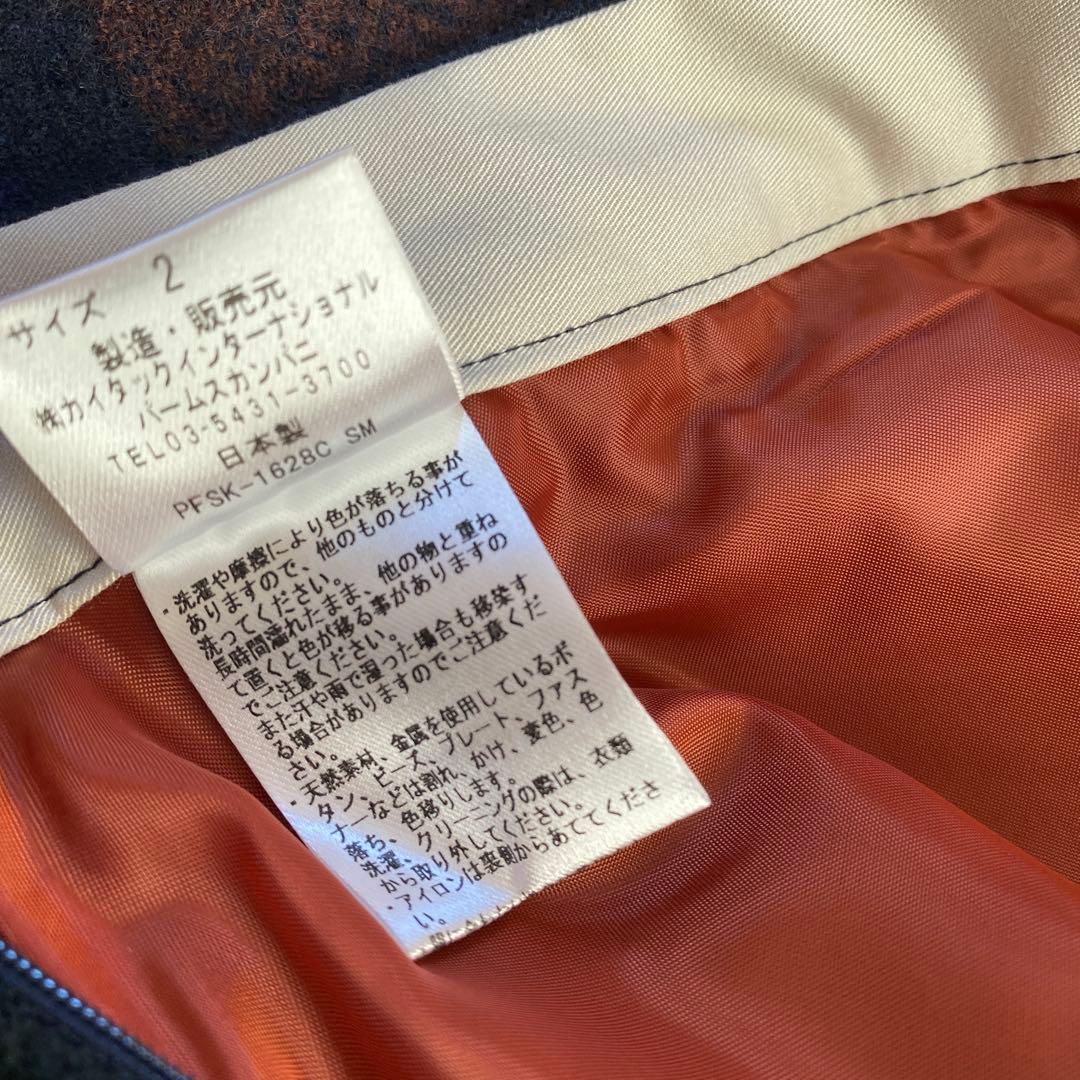 サイズ 2
製造・販売元
㈱カイタックインターナショナル
バームスカンパニ
TEL03-5431-3700
日本製
PFSK-1628C SM
・洗濯や摩擦により色が落ちる事が
ありますので、他のものと分けて
洗ってください。
長時間濡れたまま、他の物と重ね
て置くと色が移る事がありますの
でご注意ください。
また汗や雨で湿った場合も移染す
る場合がありますのでご注意くだ
さい。
・天然素材、金属を使用しているボ
タン、ビーズ、プレート、ファス
ナーなどは割れ、かけ、変色、色
落ち、色移りします。
洗濯、クリーニングの際は、衣類
から取り外してください。
・アイロンは裏側からあててくださ
い。